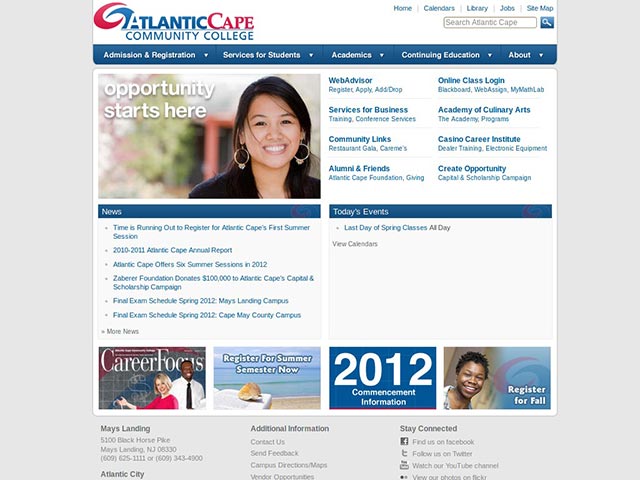 ATLANTICCAPE
COMMUNITY COLLEGE
Home | Calendars | Library | Jobs | Site Map
Search Atlantic Cape
Admission & Registration
Services for Students
Academics
Continuing Education
About
opportunity
starts here
WebAdvisor
Register, Apply, Add/Drop
Online Class Login
Blackboard, WebAssign, MyMathLab
Services for Business
Training, Conference Services
Academy of Culinary Arts
The Academy, Programs
Community Links
Restaurant Gala, Careme's
Casino Career Institute
Dealer Training, Electronic Equipment
Alumni & Friends
Atlantic Cape Foundation, Giving
Create Opportunity
Capital & Scholarship Campaign
News
Time is Running Out to Register for Atlantic Cape's First Summer
Session
2010-2011 Atlantic Cape Annual Report
Atlantic Cape Offers Six Summer Sessions in 2012
Zaberer Foundation Donates $100,000 to Atlantic Cape's Capital &
Scholarship Campaign
Final Exam Schedule Spring 2012: Mays Landing Campus
Final Exam Schedule Spring 2012: Cape May County Campus
» More News
Today's Events
Last Day of Spring Classes All Day
View Calendars
CareerFocus
Register For Summer
Semester Now
2012
Commencement
Information
Register
for Fall
Mays Landing
5100 Black Horse Pike
Mays Landing, NJ 08330
(609) 625-1111 or (609) 343-4900
Atlantic City
Additional Information
Contact Us
Send Feedback
Campus Directions/Maps
Vendor Opportunities
Stay Connected
Find us on facebook
Follow us on Twitter
Watch our YouTube channel
View our photos on flickr